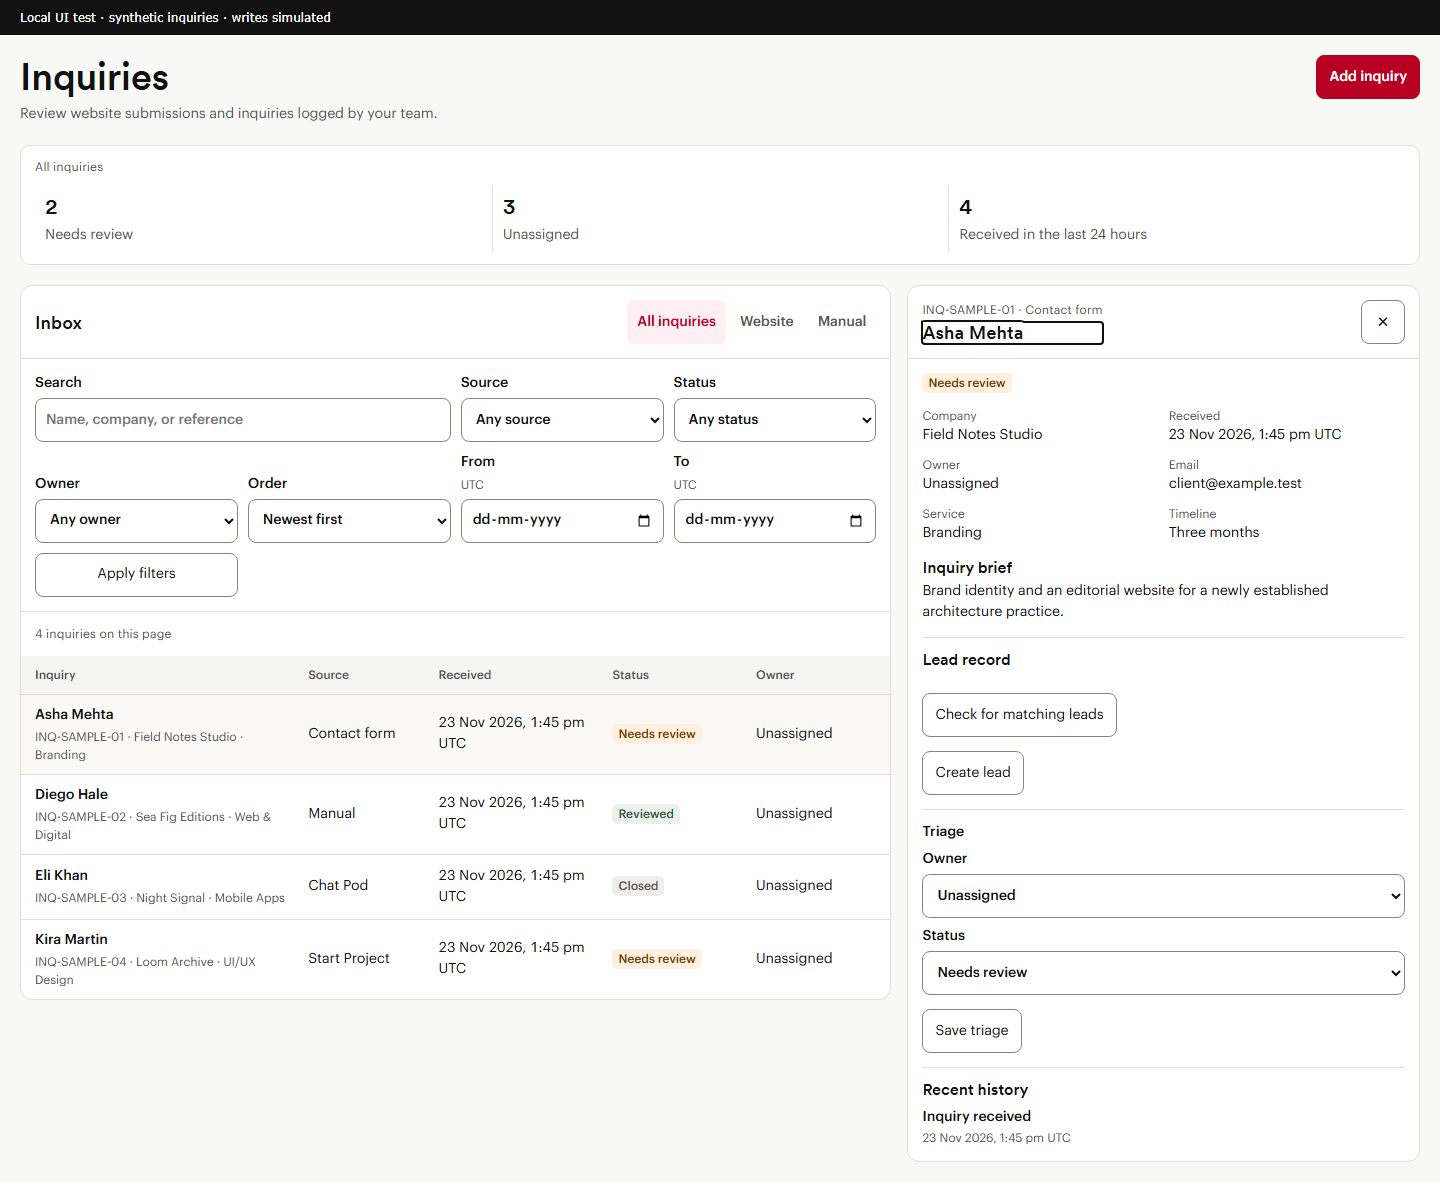 Local UI test · synthetic inquiries · writes simulated
Inquiries
Add inquiry
Review website submissions and inquiries logged by your team.
All inquiries
2
Needs review
3
Unassigned
4
Received in the last 24 hours
Inbox
All inquiries
Website
Manual
Search
Name, company, or reference
Source
Any source
Status
Any status
Owner
Any owner
Order
Newest first
From
UTC
dd-mm-yyyy
To
UTC
dd-mm-yyyy
Apply filters
4 inquiries on this page
Inquiry Source Received Status Owner
Asha Mehta
INQ-SAMPLE-01 · Field Notes Studio ·
Branding
Contact form
23 Nov 2026, 1:45 pm
UTC
Needs review
Unassigned
Diego Hale
INQ-SAMPLE-02 · Sea Fig Editions · Web &
Digital
Manual
23 Nov 2026, 1:45 pm
UTC
Reviewed
Unassigned
Eli Khan
INQ-SAMPLE-03 · Night Signal · Mobile Apps
Chat Pod
23 Nov 2026, 1:45 pm
UTC
Closed
Unassigned
Kira Martin
INQ-SAMPLE-04 · Loom Archive · UI/UX
Design
Start Project
23 Nov 2026, 1:45 pm
UTC
Needs review
Unassigned
INQ-SAMPLE-01 · Contact form
Asha Mehta
×
Needs review
Company
Field Notes Studio
Received
23 Nov 2026, 1:45 pm UTC
Owner
Unassigned
Email
client@example.test
Service
Branding
Timeline
Three months
Inquiry brief
Brand identity and an editorial website for a newly established
architecture practice.
Lead record
Check for matching leads
Create lead
Triage
Owner
Unassigned
Status
Needs review
Save triage
Recent history
Inquiry received
23 Nov 2026, 1:45 pm UTC